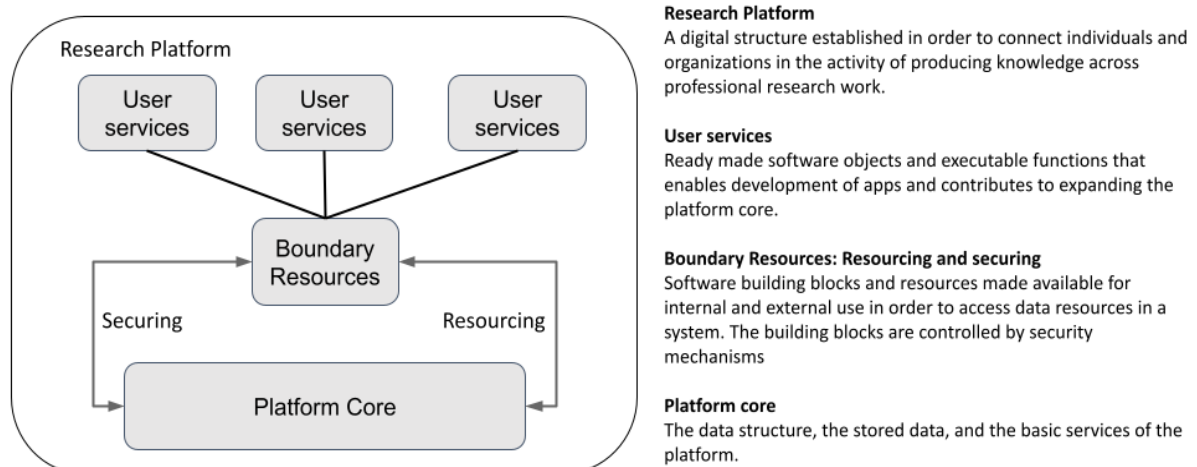 Research Platform
User
services
User
services
User
services
Boundary
Resources
Securing
Resourcing
Platform Core
Research Platform
A digital structure established in order to connect individuals and
organizations in the activity of producing knowledge across
professional research work.
User services
Ready made software objects and executable functions that
enables development of apps and contributes to expanding the
platform core.
Boundary Resources: Resourcing and securing
Software building blocks and resources made available for
internal and external use in order to access data resources in a
system. The building blocks are controlled by security
mechanisms
Platform core
The data structure, the stored data, and the basic services of the
platform.